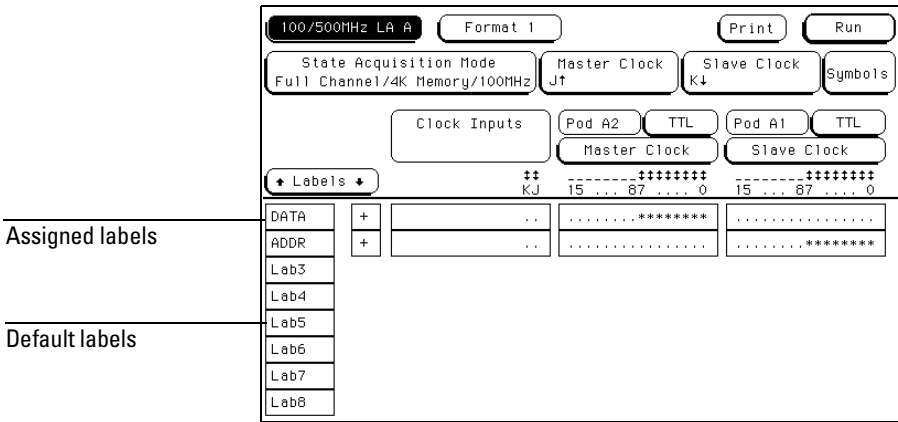 100/500MHz LA A Format 1 Print Run
State Acquisition Mode Master Clock Slave Clock Symbols
Full Channel/4K Memory/100MHz J↑ K↓
Clock Inputs Pod A2 TTL Pod A1 TTL
Master Clock Slave Clock
↕↕ --------↕↕↕↕↕↕↕↕ --------↕↕↕↕↕↕↕↕
↑ Labels ↓ KJ 15 ... 87 .... 0 15 ... 87 .... 0
DATA + .. ........******** ................
Assigned labels
ADDR + .. ................ ........********
Lab3
Lab4
Lab5
Default labels
Lab6
Lab7
Lab8